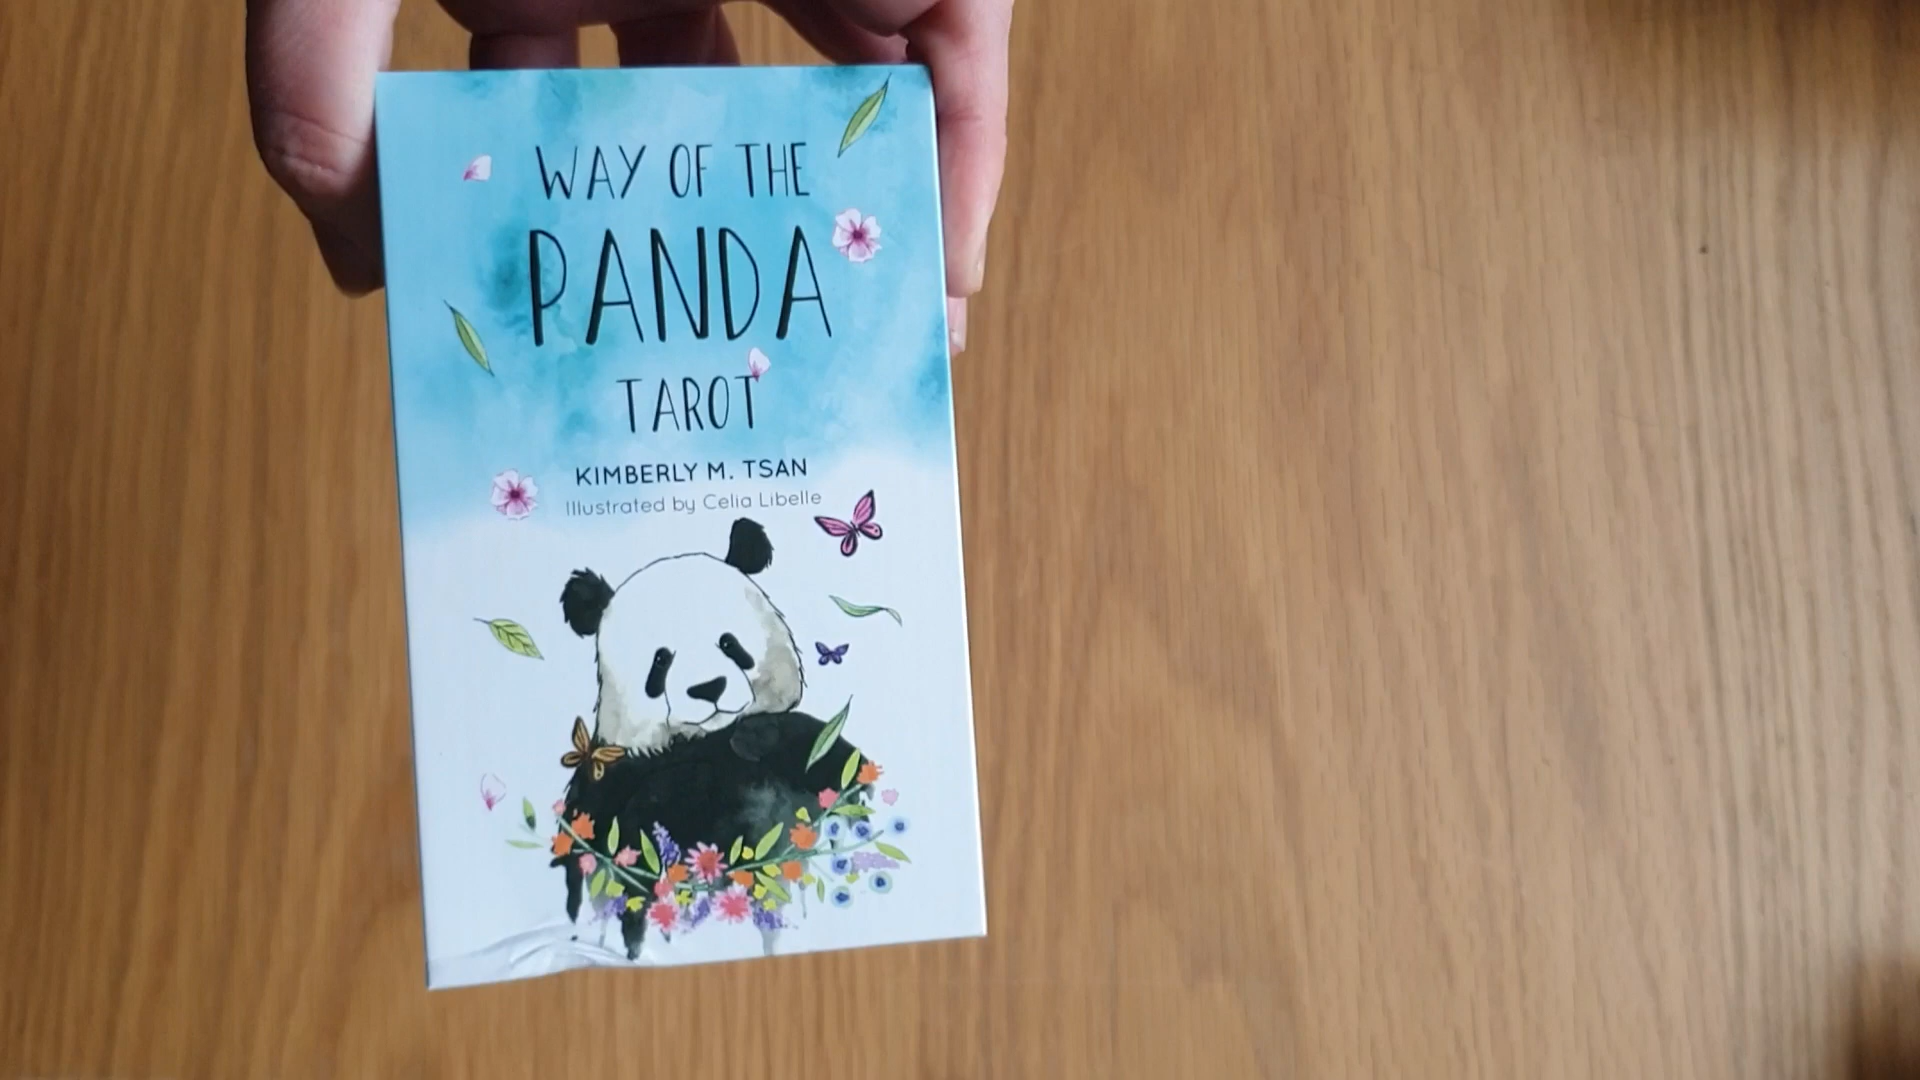 WAY OF THE
PANDA
TAROT
KIMBERLY M. TSAN
Illustrated by Celia Libelle